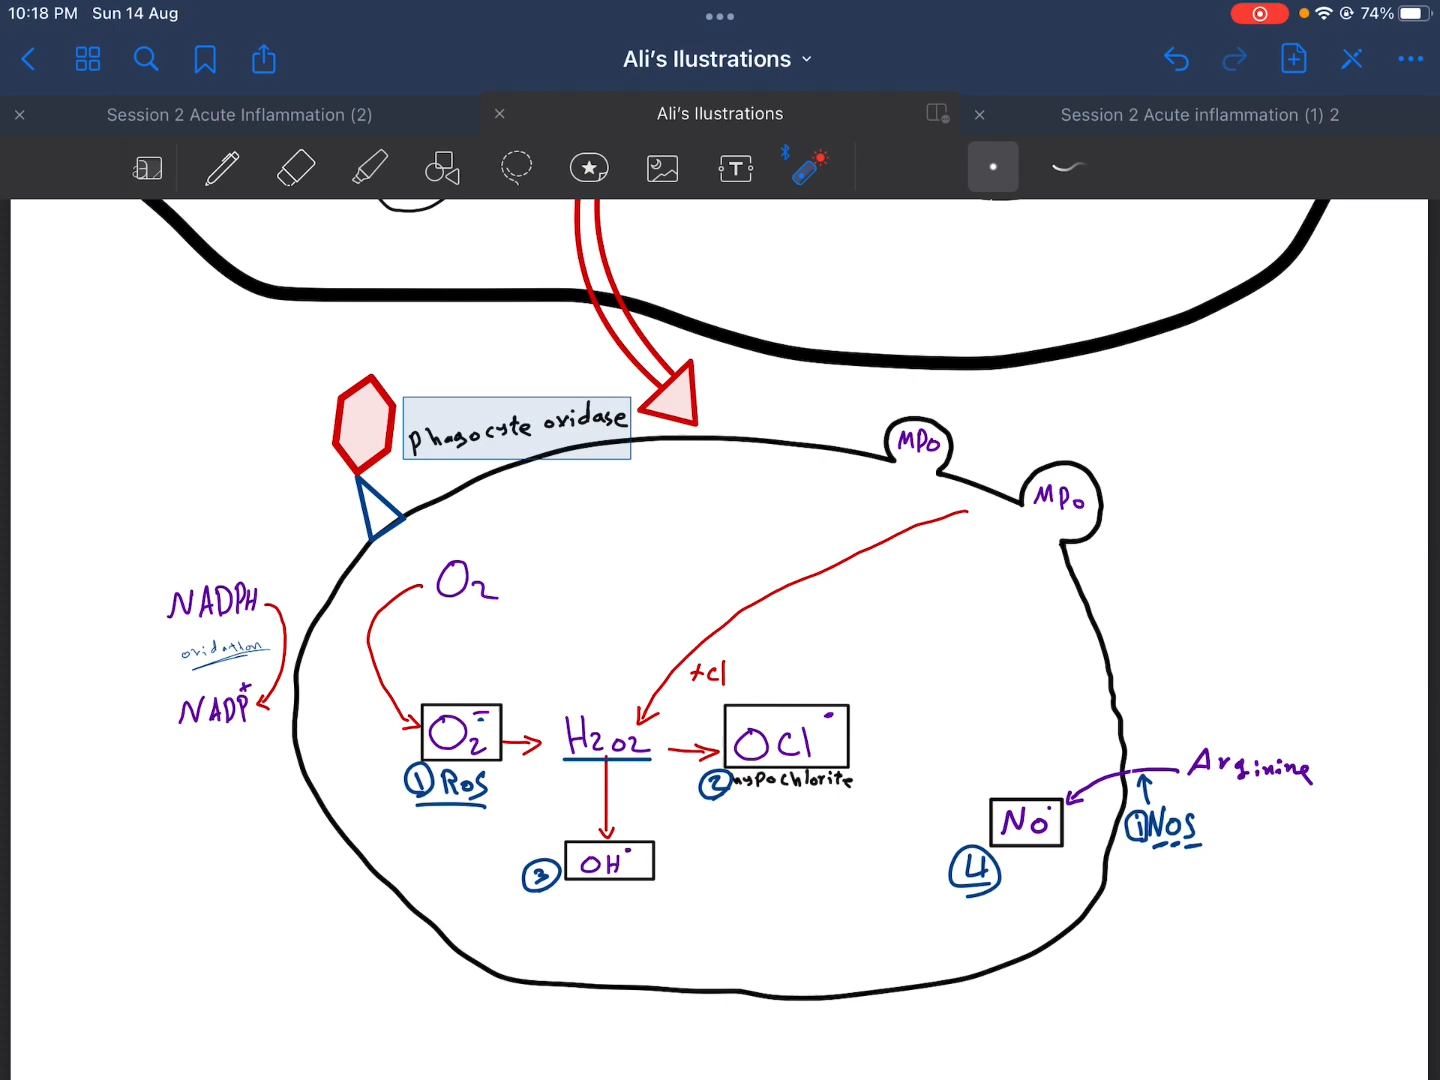 10:18 PM Sun 14 Aug
74%
Ali's Ilustrations
Session 2 Acute Inflammation (2)
Ali's Ilustrations
Session 2 Acute inflammation (1) 2
phagocyte oxidase
MPO
MPO
O2
NADPH
oxidation
NADP+
+Cl
O2-
H2O2
OCl•
① ROS
② hypochlorite
Arginine
NO•
iNOS
④
③
OH•